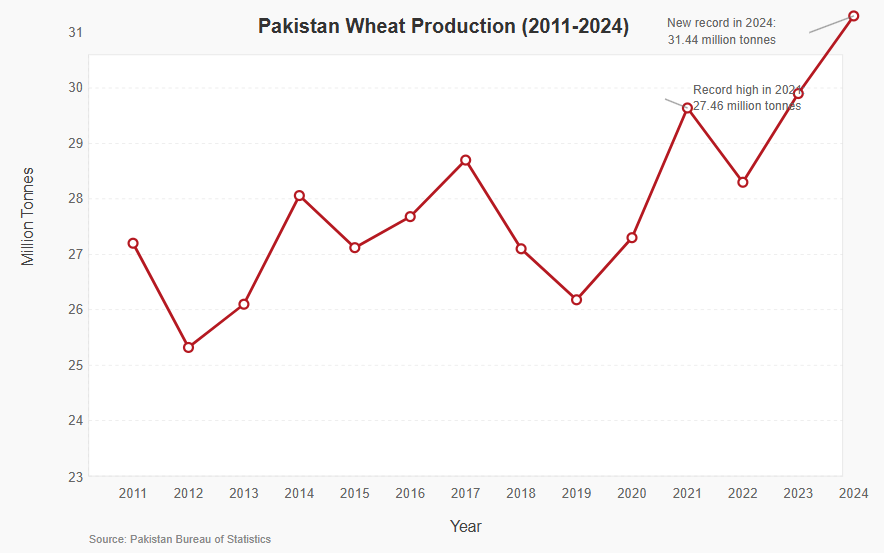 Pakistan Wheat Production (2011-2024)
New record in 2024:
31.44 million tonnes
Record high in 2024
27.46 million tonnes
Million Tonnes
31
30
29
28
27
26
25
24
23
2011 2012 2013 2014 2015 2016 2017 2018 2019 2020 2021 2022 2023 2024
Year
Source: Pakistan Bureau of Statistics